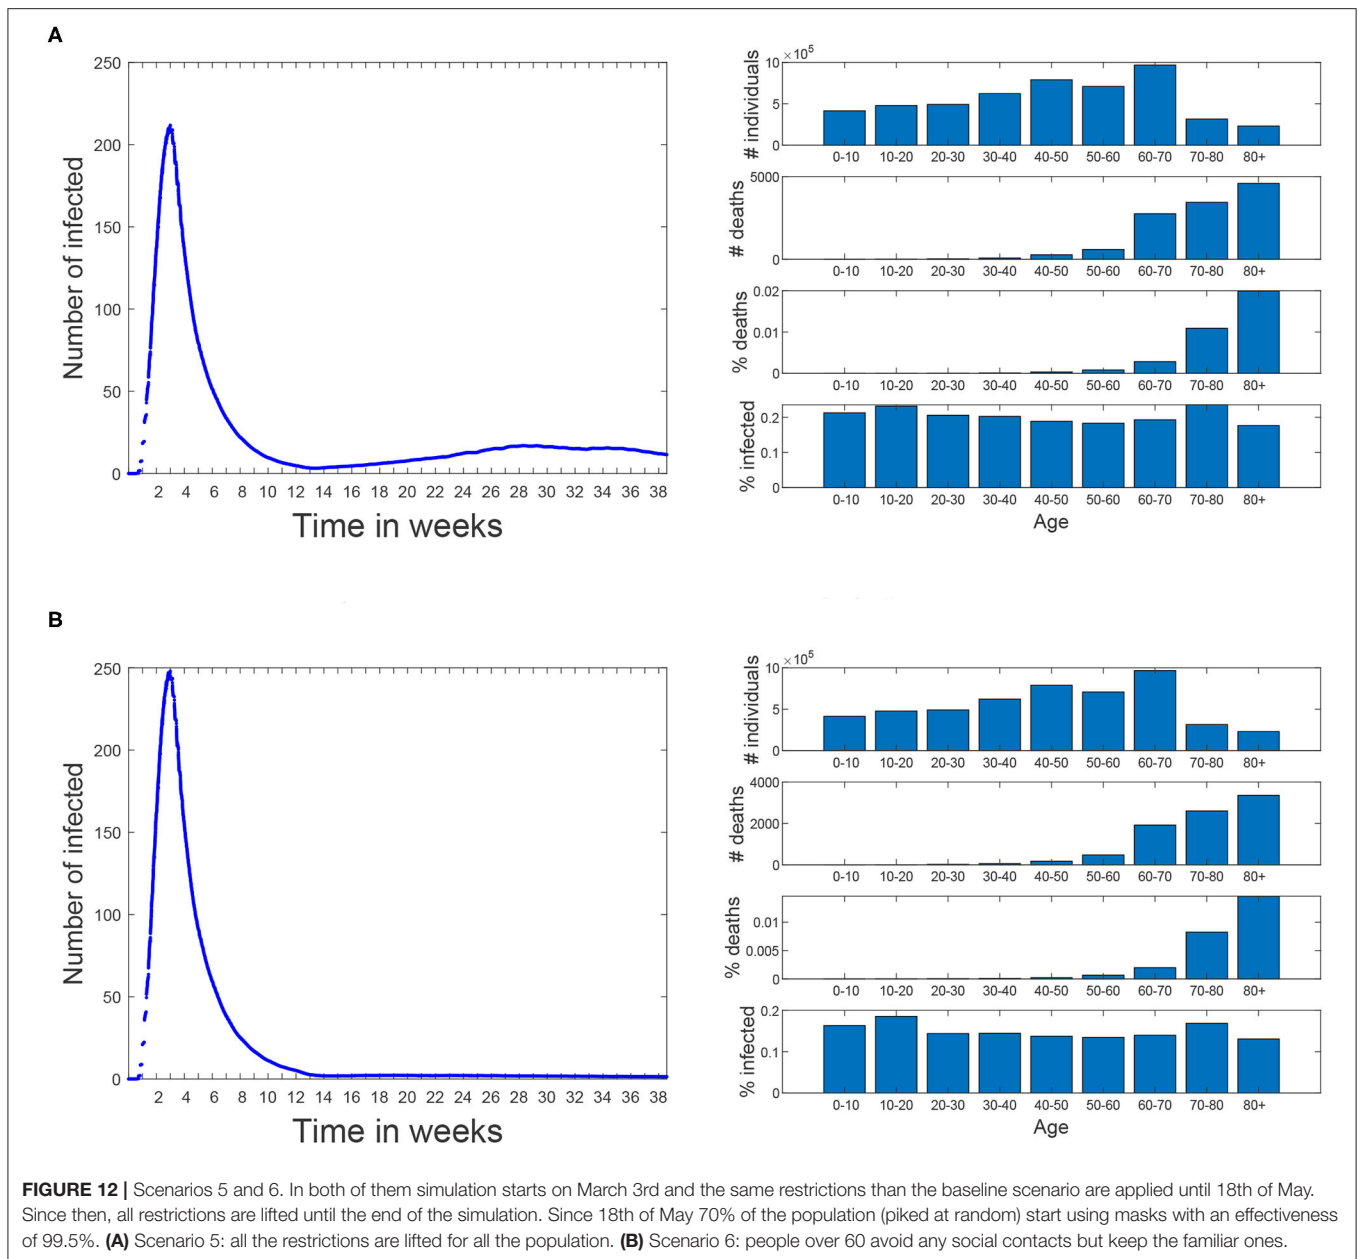 A
250
200
150
100
50
0
2 4 6 8 10 12 14 16 18 20 22 24 26 28 30 32 34 36 38
Number of infected
Time in weeks
×10⁵
10
5
0
# individuals
0-10 10-20 20-30 30-40 40-50 50-60 60-70 70-80 80+
5000
0
# deaths
0-10 10-20 20-30 30-40 40-50 50-60 60-70 70-80 80+
0.02
0.01
0
% deaths
0-10 10-20 20-30 30-40 40-50 50-60 60-70 70-80 80+
0.2
0.1
0
% infected
0-10 10-20 20-30 30-40 40-50 50-60 60-70 70-80 80+
Age
B
250
200
150
100
50
0
2 4 6 8 10 12 14 16 18 20 22 24 26 28 30 32 34 36 38
Number of infected
Time in weeks
×10⁵
10
5
0
# individuals
0-10 10-20 20-30 30-40 40-50 50-60 60-70 70-80 80+
4000
2000
0
# deaths
0-10 10-20 20-30 30-40 40-50 50-60 60-70 70-80 80+
0.01
0.005
0
% deaths
0-10 10-20 20-30 30-40 40-50 50-60 60-70 70-80 80+
0.2
0.1
0
% infected
0-10 10-20 20-30 30-40 40-50 50-60 60-70 70-80 80+
Age
FIGURE 12 | Scenarios 5 and 6. In both of them simulation starts on March 3rd and the same restrictions than the baseline scenario are applied until 18th of May.
Since then, all restrictions are lifted until the end of the simulation. Since 18th of May 70% of the population (piked at random) start using masks with an effectiveness
of 99.5%. (A) Scenario 5: all the restrictions are lifted for all the population. (B) Scenario 6: people over 60 avoid any social contacts but keep the familiar ones.